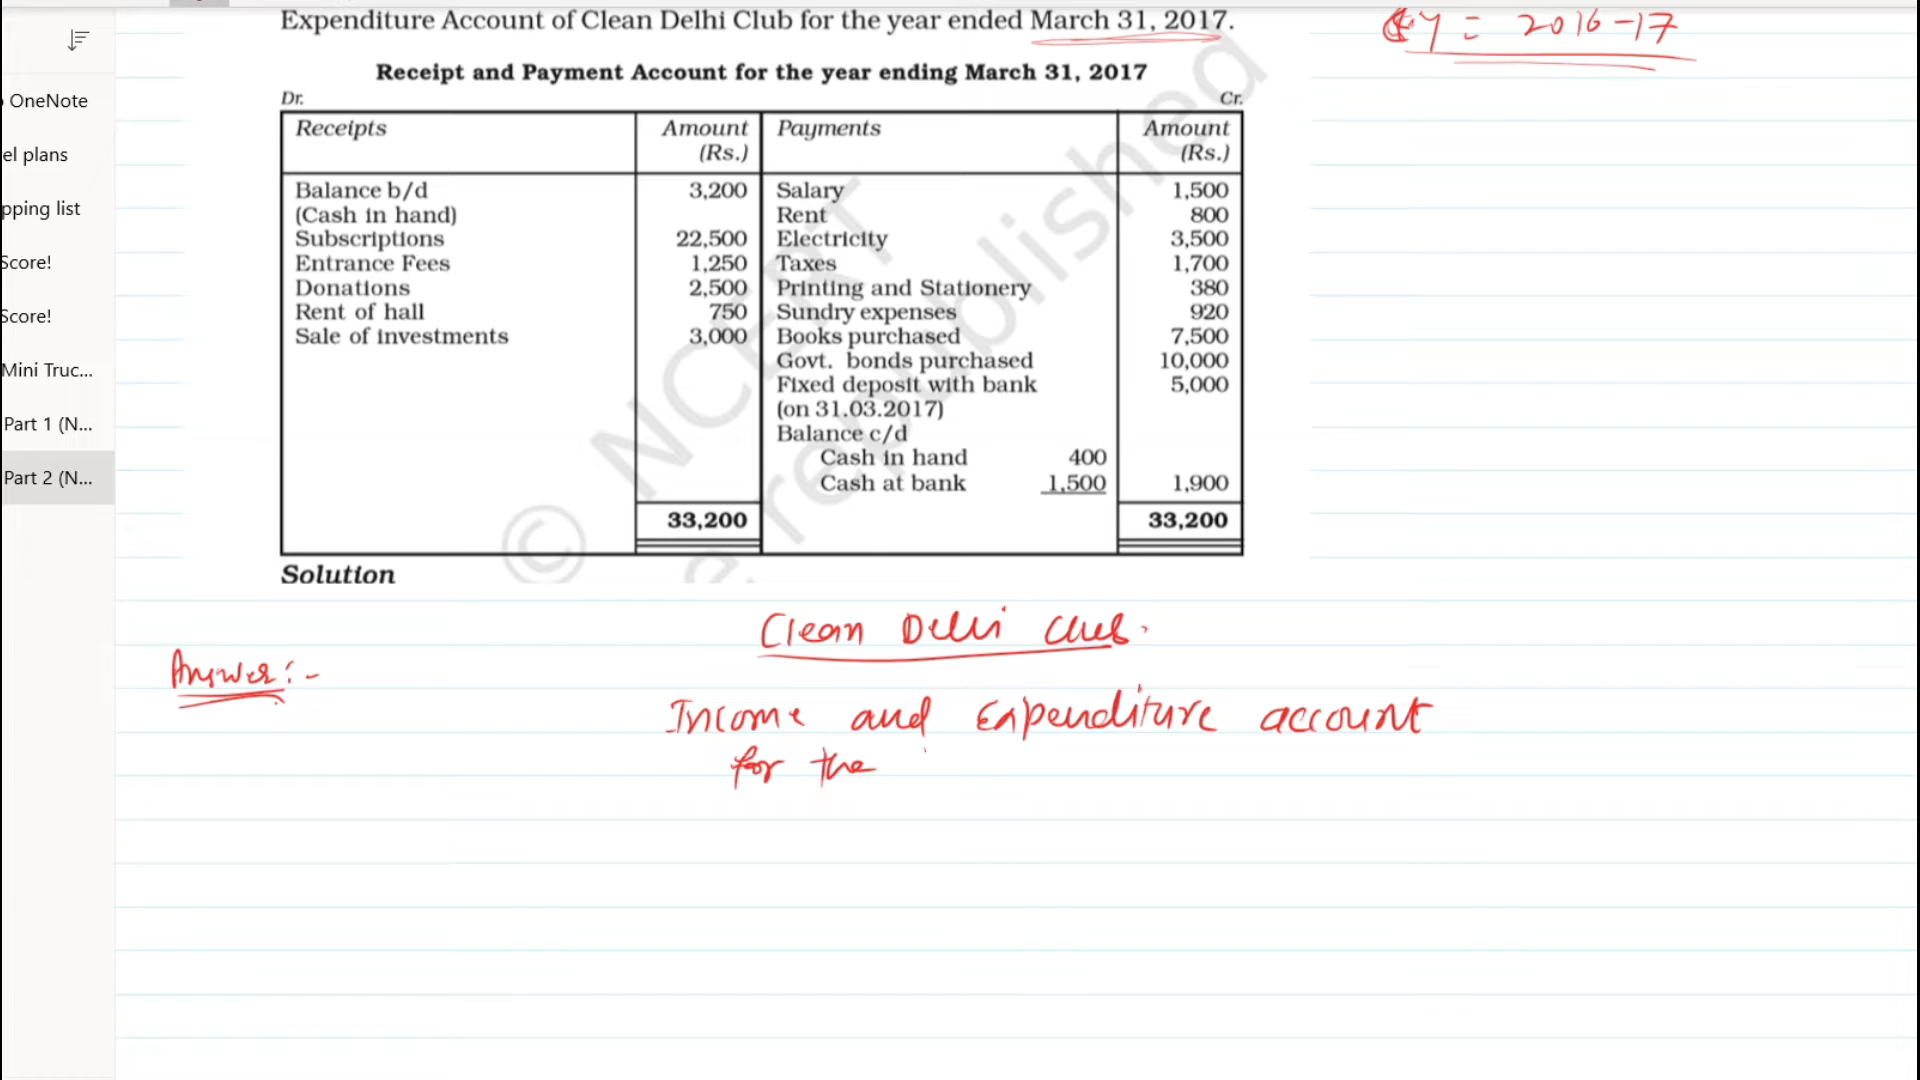 Expenditure Account of Clean Delhi Club for the year ended March 31, 2017.
= 2016-17
Receipt and Payment Account for the year ending March 31, 2017
Dr. Cr.
Receipts Amount (Rs.) Payments Amount (Rs.)
Balance b/d 3,200 Salary 1,500
(Cash in hand) Rent 800
Subscriptions 22,500 Electricity 3,500
Entrance Fees 1,250 Taxes 1,700
Donations 2,500 Printing and Stationery 380
Rent of hall 750 Sundry expenses 920
Sale of investments 3,000 Books purchased 7,500
Govt. bonds purchased 10,000
Fixed deposit with bank 5,000
(on 31.03.2017)
Balance c/d
Cash in hand 400
Cash at bank 1,500 1,900
33,200 33,200
© NCERT
republished
Solution
OneNote
el plans
pping list
Score!
Score!
Mini Truc...
Part 1 (N...
Part 2 (N...
Clean Delhi Club.
Answer:-
Income and Expenditure account
for the